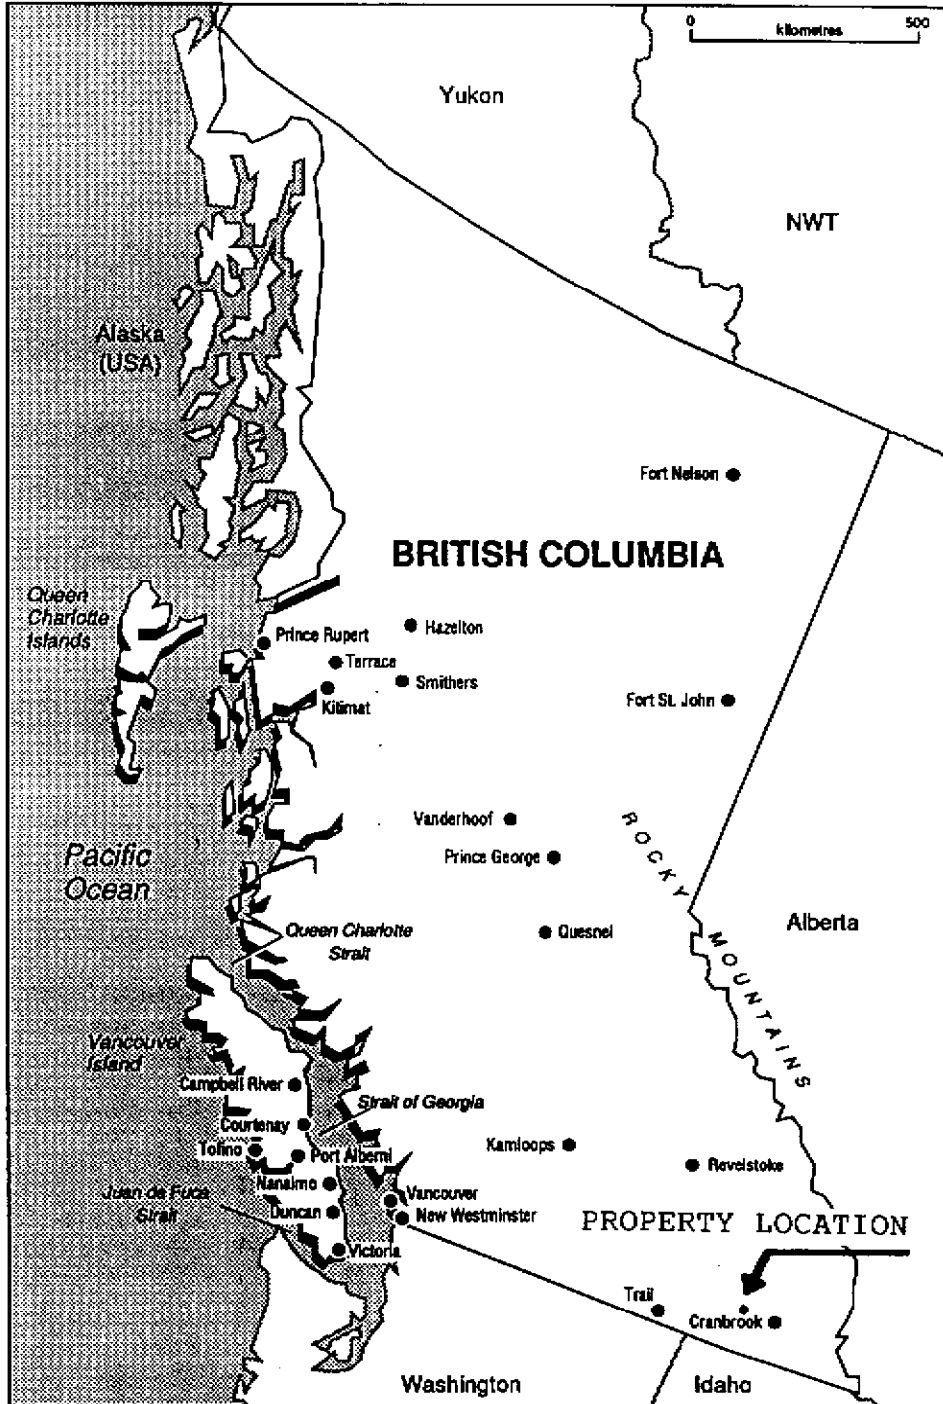 0 500
kilometres
Yukon
NWT
Alaska
(USA)
Fort Nelson
BRITISH COLUMBIA
Queen
Charlotte
Islands
Prince Rupert
Hazelton
Terrace
Smithers
Kitimat
Fort St. John
Vanderhoof
Prince George
ROCKY MOUNTAINS
Pacific
Ocean
Quesnel
Alberta
Queen Charlotte
Strait
Vancouver
Island
Campbell River
Strait of Georgia
Courtenay
Tofino
Port Alberni
Kamloops
Revelstoke
Nanaimo
Juan de Fuca
Strait
Vancouver
Duncan
New Westminster
PROPERTY LOCATION
Victoria
Trail
Cranbrook
Washington
Idaho